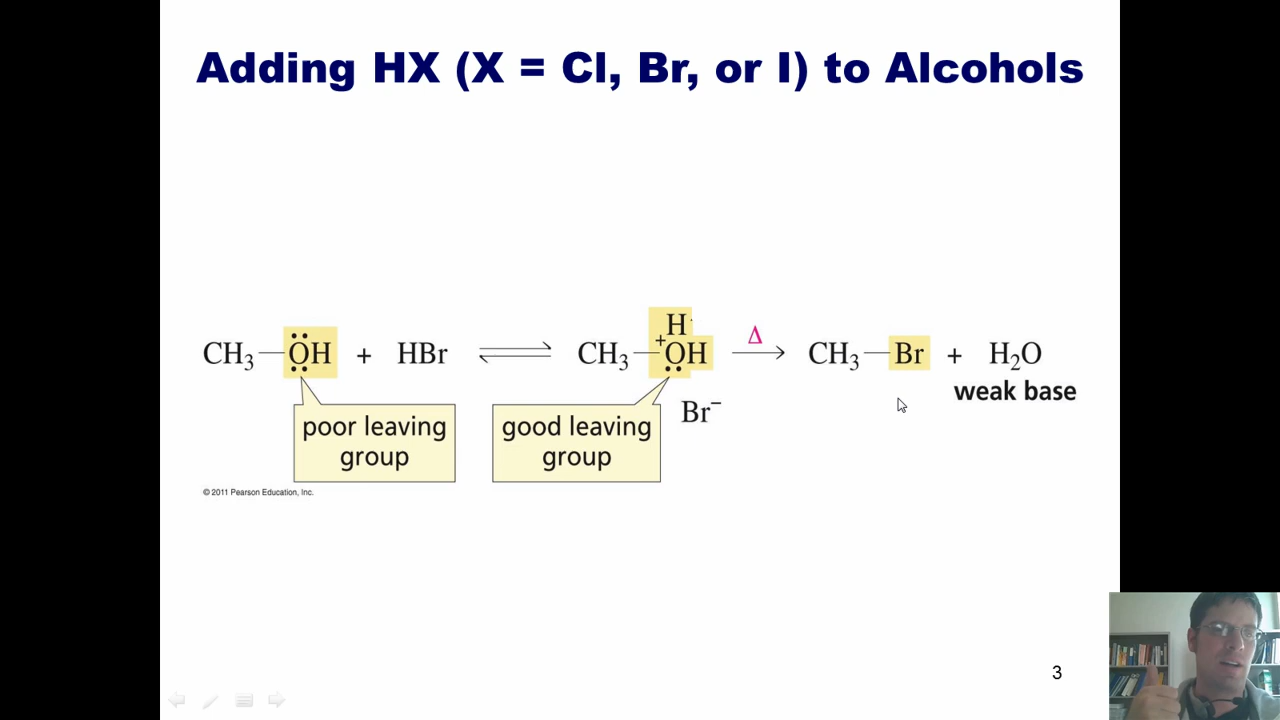 Adding HX (X = Cl, Br, or I) to Alcohols
CH₃—ÖH + HBr ⇌ CH₃—OH → CH₃—Br + H₂O
H
+
Δ
weak base
Br⁻
poor leaving
group
good leaving
group
© 2011 Pearson Education, Inc.
3